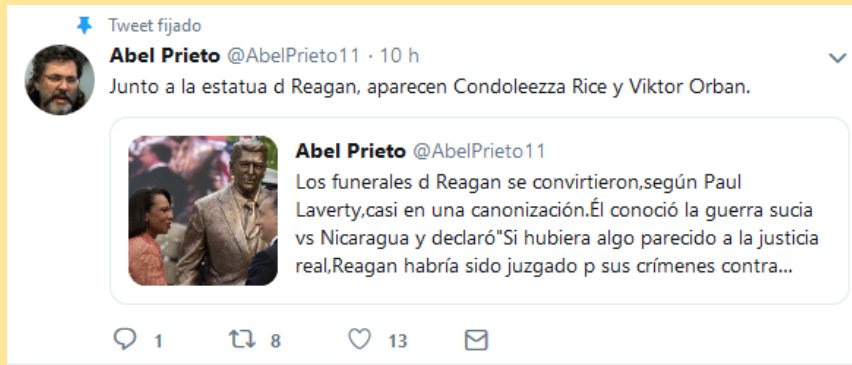 Tweet fijado
Abel Prieto @AbelPrieto11 · 10 h
Junto a la estatua d Reagan, aparecen Condoleezza Rice y Viktor Orban.
Abel Prieto @AbelPrieto11
Los funerales d Reagan se convirtieron,según Paul
Laverty,casi en una canonización.Él conoció la guerra sucia
vs Nicaragua y declaró"Si hubiera algo parecido a la justicia
real,Reagan habría sido juzgado p sus crímenes contra...
1 8 13